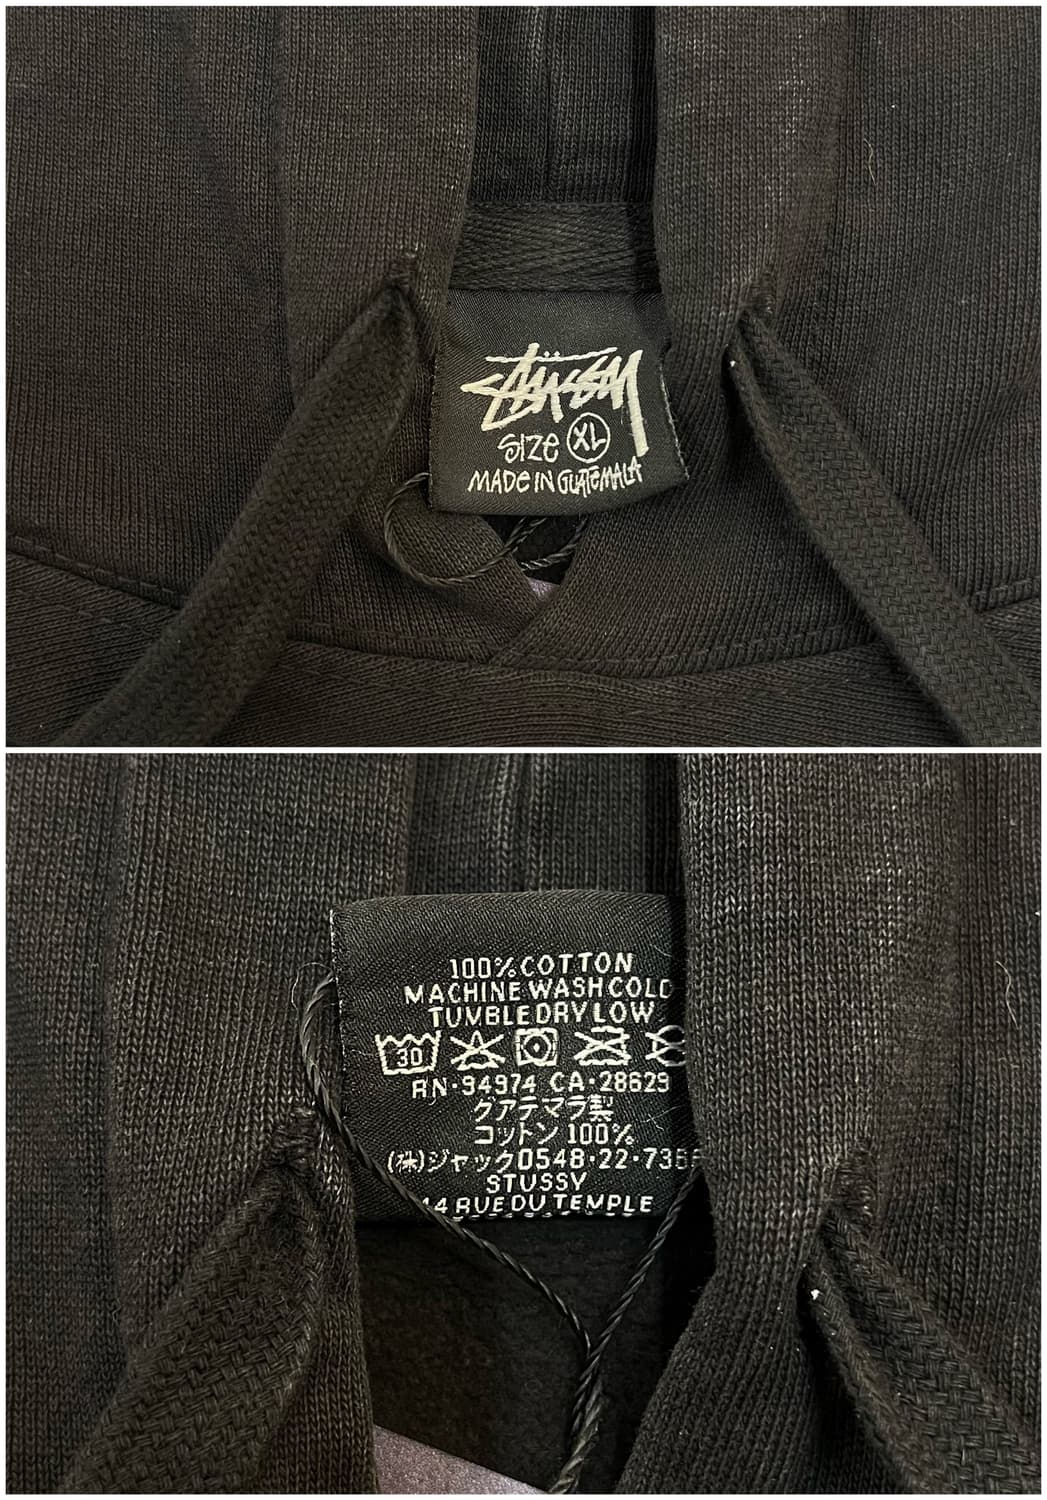 STÜSSY
SIZE XL
MADE IN GUATEMALA
100% COTTON
MACHINE WASH COLD
TUMBLE DRY LOW
30
RN·94974 CA·28629
グアテマラ製
コットン 100%
(株)ジャック0548·22·735
STUSSY
14 RUE DU TEMPLE